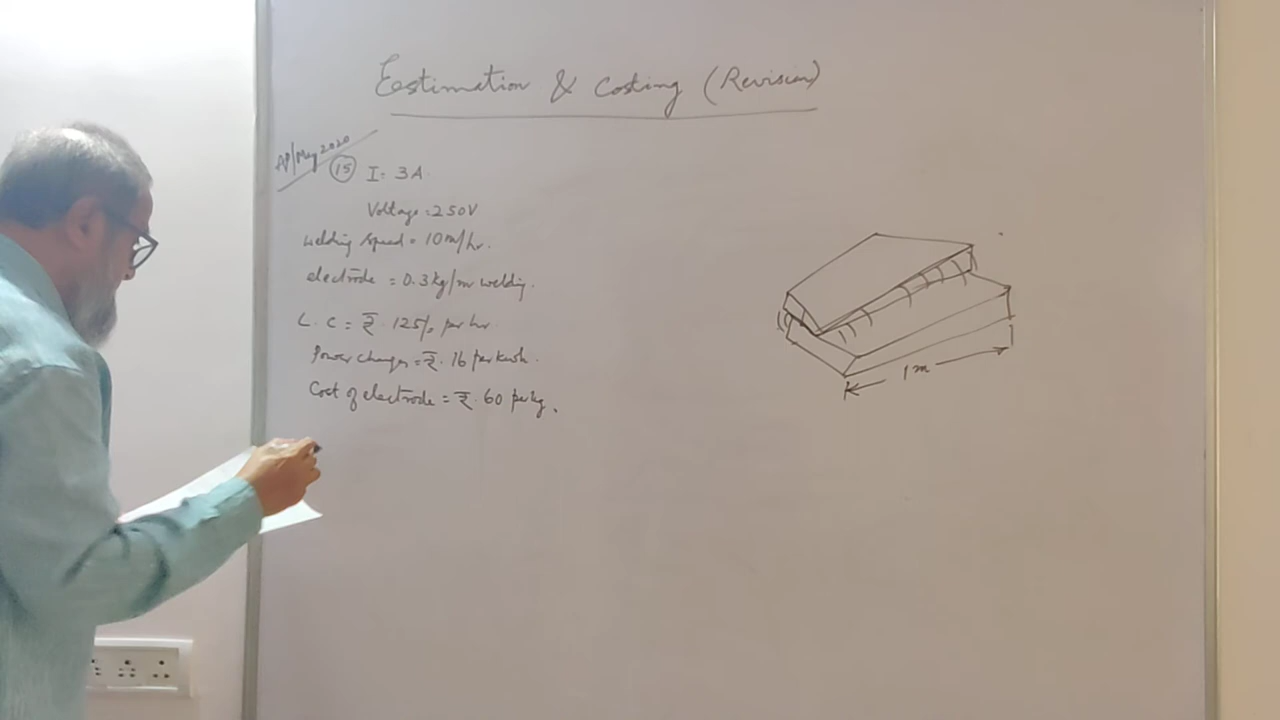 Estimation & Costing (Revision)
Ap/May 2020
15 I = 3A.
Voltage = 250V
Welding speed = 10m/hr.
electrode = 0.3kg/m welding.
L.C = ₹. 125/- per hr.
Power charges = ₹. 16 per kwh.
Cost of electrode = ₹. 60 per kg.
1m